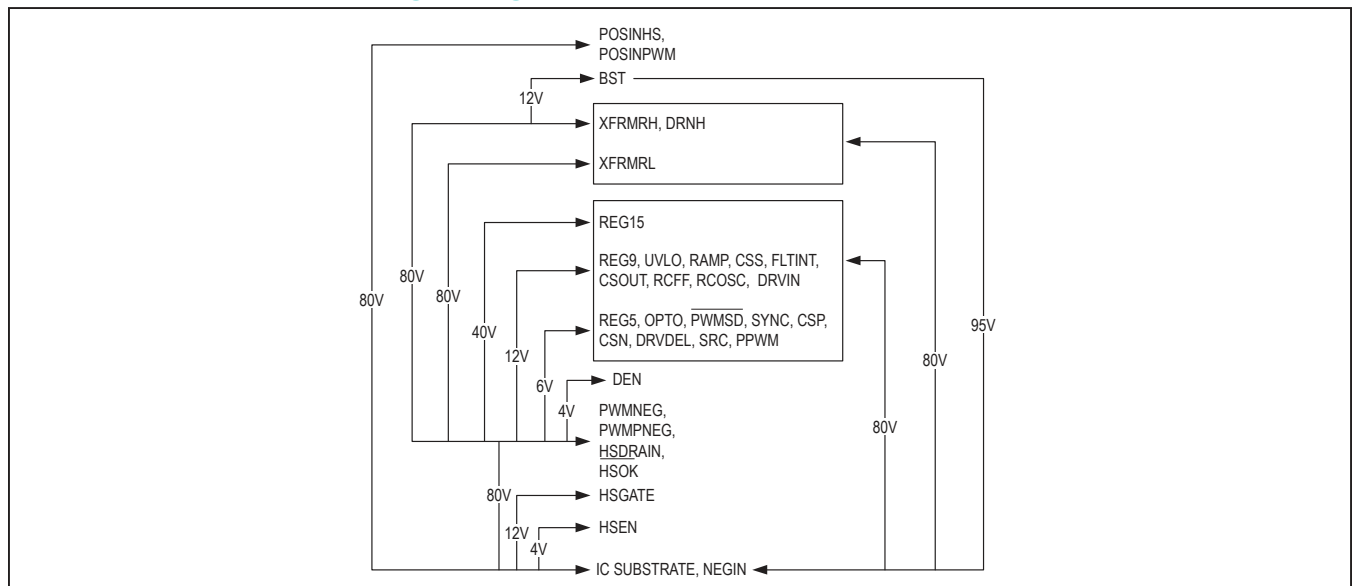 POSINHS,
POSINPWM
BST
12V
XFRMRH, DRNH
XFRMRL
REG15
REG9, UVLO, RAMP, CSS, FLTINT,
CSOUT, RCFF, RCOSC, DRVIN
REG5, OPTO, PWMSD, SYNC, CSP,
CSN, DRVDEL, SRC, PPWM
80V
80V
80V
40V
12V
6V
4V
DEN
PWMNEG,
PWMPNEG,
HSDRAIN,
HSOK
80V
HSGATE
12V
HSEN
4V
IC SUBSTRATE, NEGIN
80V
80V
95V